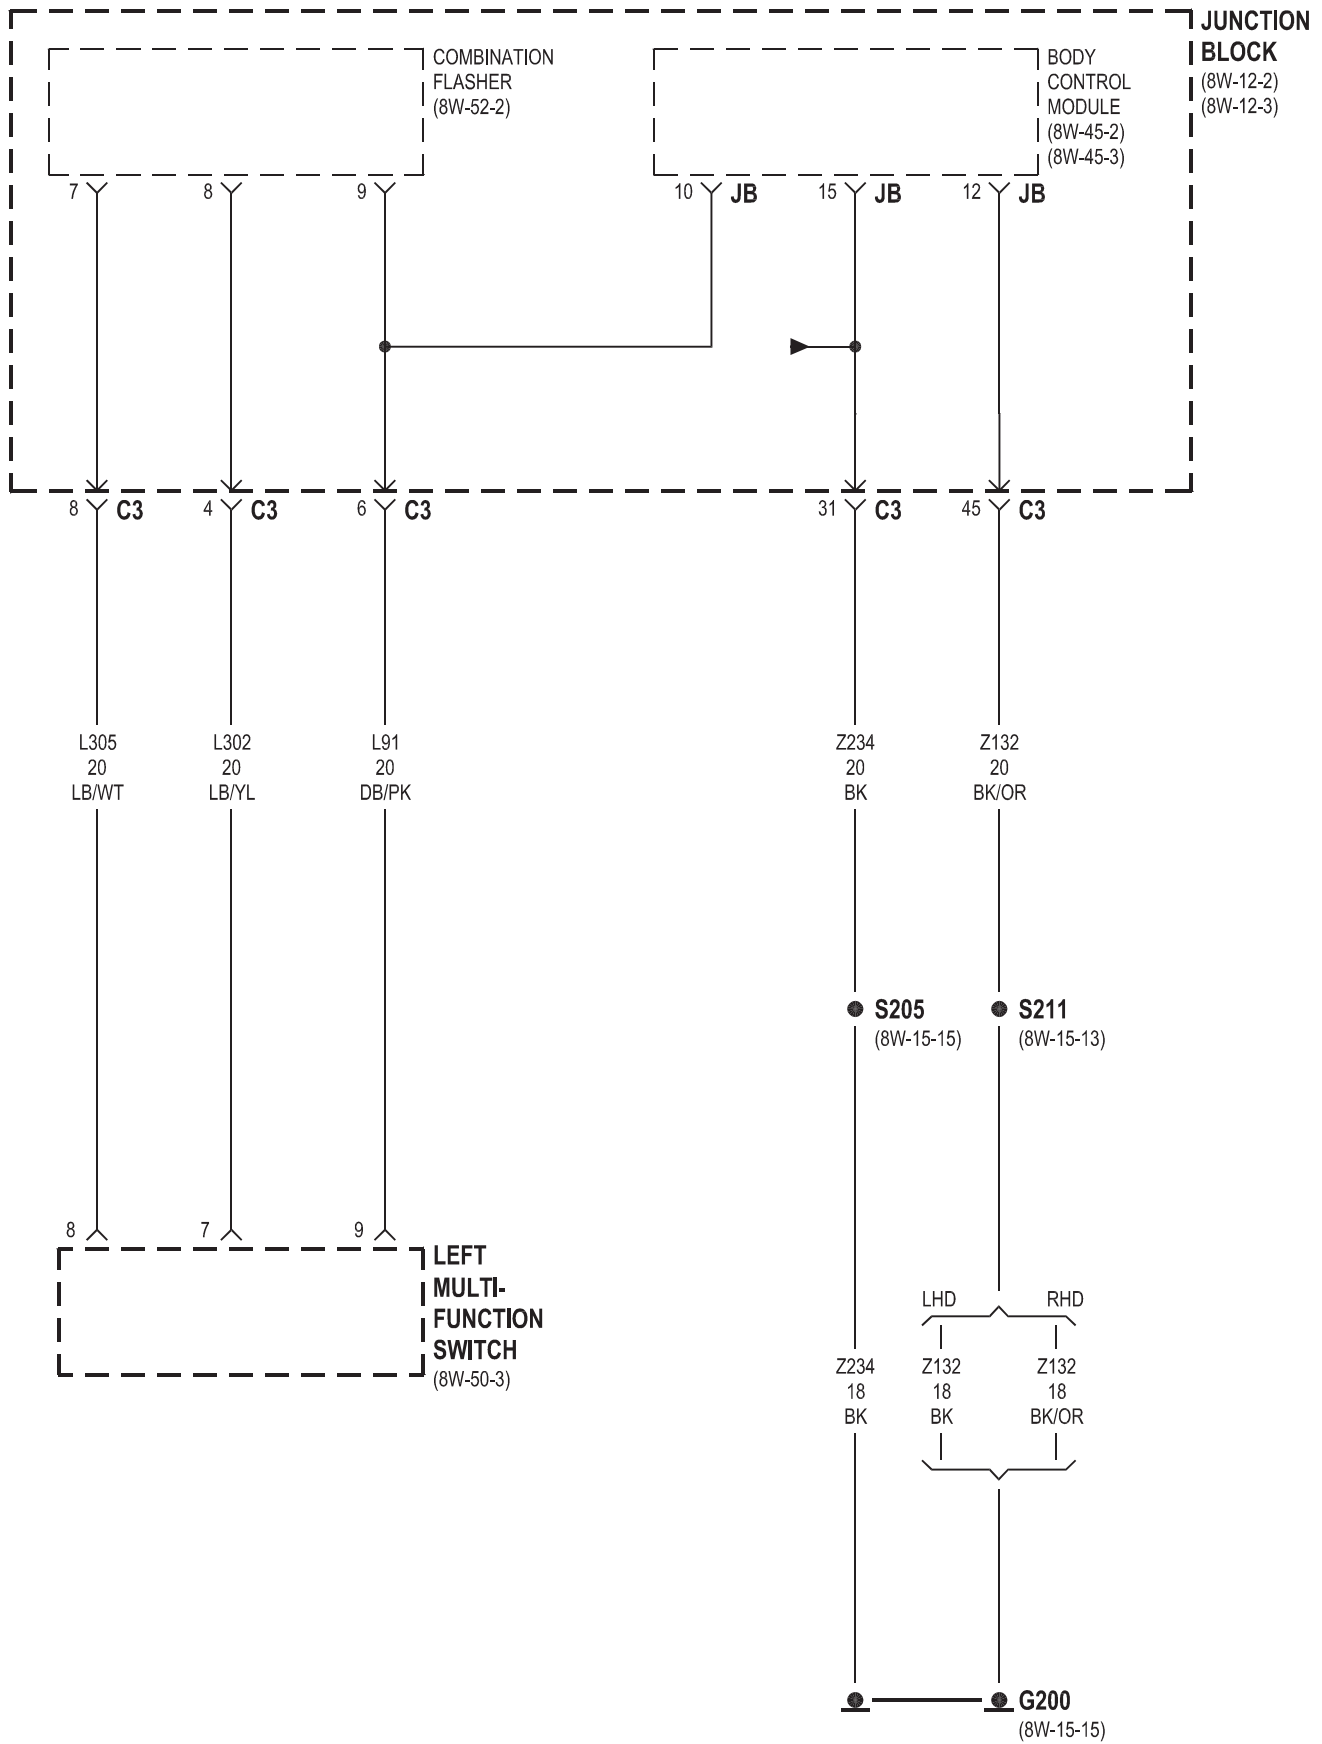 JUNCTION
BLOCK
(8W-12-2)
(8W-12-3)
COMBINATION
FLASHER
(8W-52-2)
BODY
CONTROL
MODULE
(8W-45-2)
(8W-45-3)
7 8 9 10 JB 15 JB 12 JB
8 C3 4 C3 6 C3 31 C3 45 C3
L305
20
LB/WT
L302
20
LB/YL
L91
20
DB/PK
Z234
20
BK
Z132
20
BK/OR
S205
(8W-15-15)
S211
(8W-15-13)
8 7 9
LEFT
MULTI-
FUNCTION
SWITCH
(8W-50-3)
LHD RHD
Z234
18
BK
Z132
18
BK
Z132
18
BK/OR
G200
(8W-15-15)